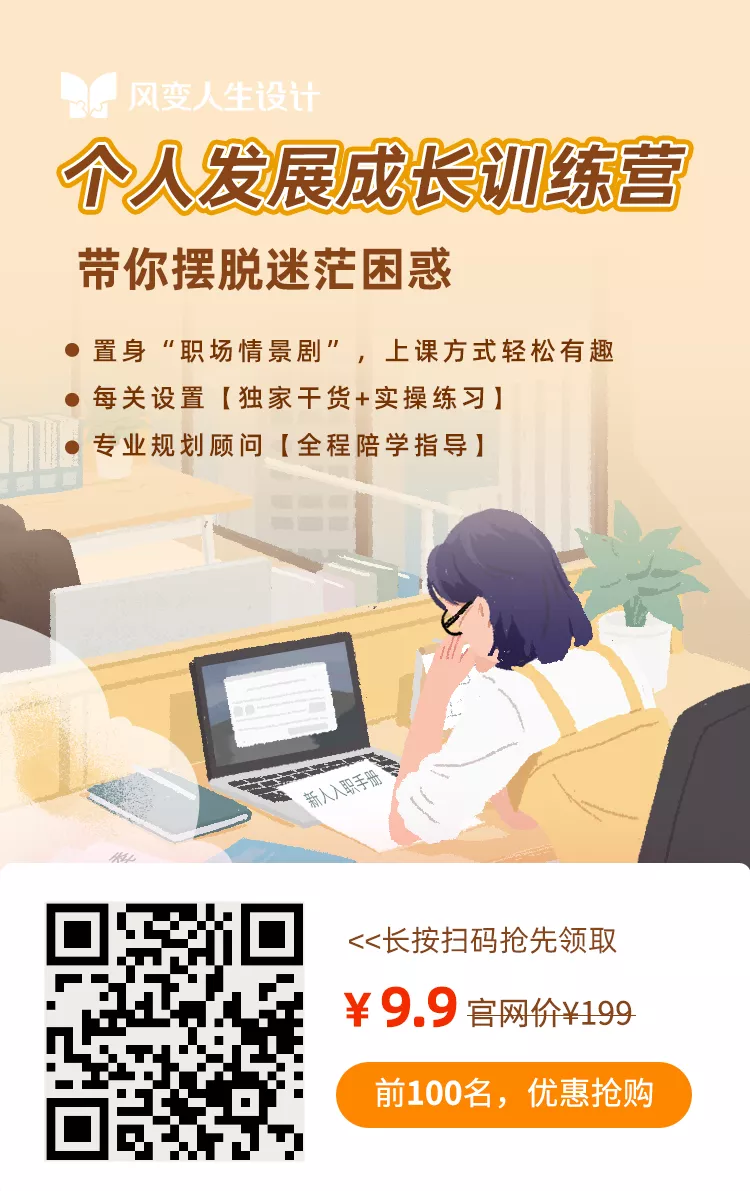 风变人生设计
个人发展成长训练营
带你摆脱迷茫困惑
● 置身“职场情景剧”，上课方式轻松有趣
● 每关设置【独家干货+实操练习】
● 专业规划顾问【全程陪学指导】
新人入职手册
<<长按扫码抢先领取
¥9.9 官网价¥199
前100名，优惠抢购